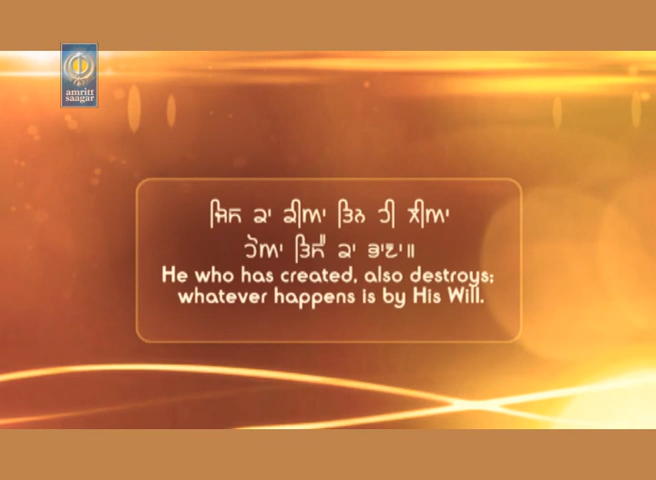 amritt
saagar
ਜਿਸ ਕਾ ਕੀਆ ਤਿਨ ਹੀ ਲੀਆ
ਹੋਆ ਤਿਸੈ ਕਾ ਭਾਣਾ॥
He who has created, also destroys;
whatever happens is by His Will.